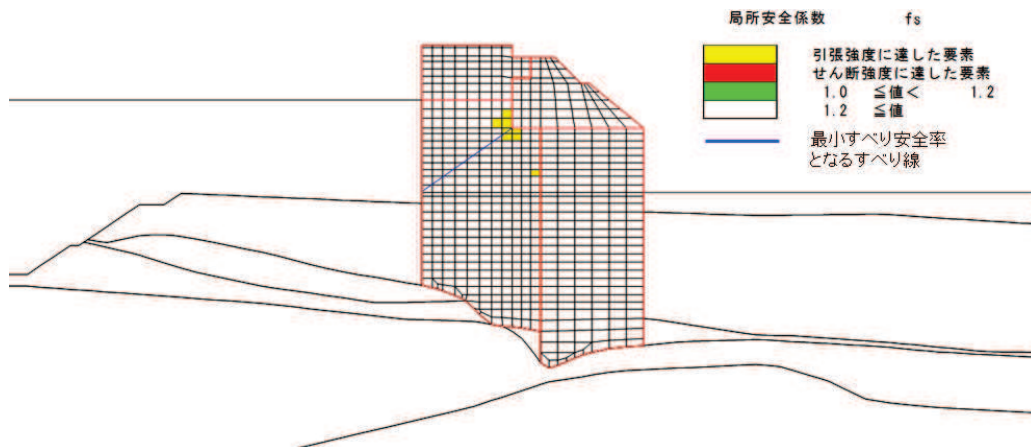 局所安全係数 fs
引張強度に達した要素
せん断強度に達した要素
1.0 ≦値< 1.2
1.2 ≦値
最小すべり安全率
となるすべり線